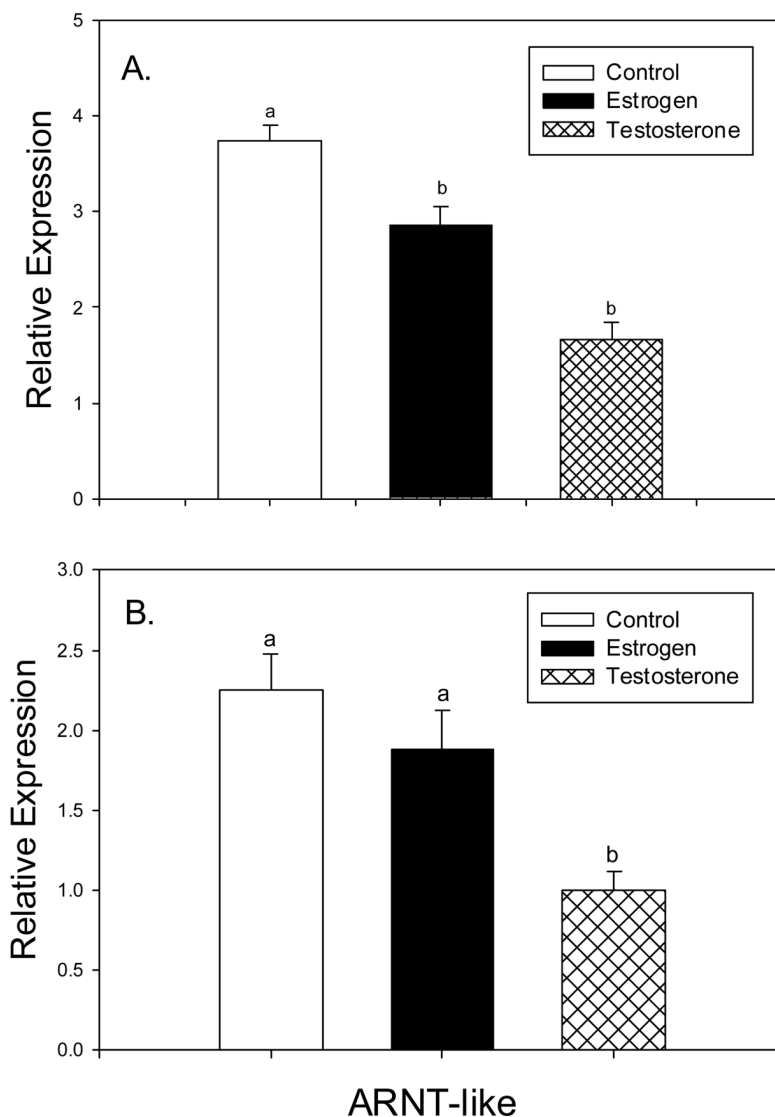 5
A.
Control
Estrogen
Testosterone
a
4
b
3
2
b
1
0
Relative Expression
3.0
B.
Control
Estrogen
Testosterone
a
2.5
a
2.0
1.5
b
1.0
0.5
0.0
Relative Expression
ARNT-like